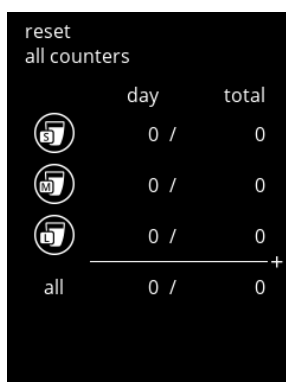 reset
all counters
day total
S 0 / 0
M 0 / 0
L 0 / 0
+
all 0 / 0